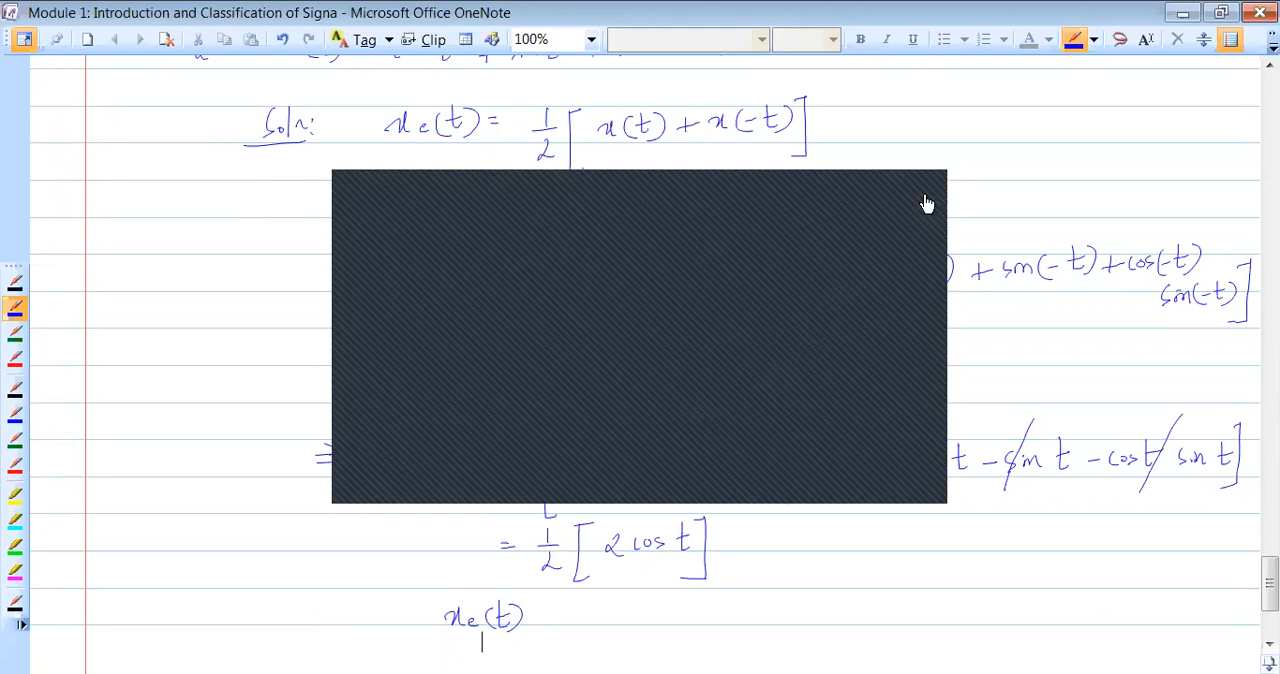 Module 1: Introduction and Classification of Signa - Microsoft Office OneNote
Tag Clip 100% B I U
Soln: xe(t) = 1/2 [ x(t) + x(-t) ]
) + sin(-t) + cos(-t)
sin(-t) ]
=> t - sin t - cos t sin t ]
= 1/2 [ 2 cos t ]
xe(t)